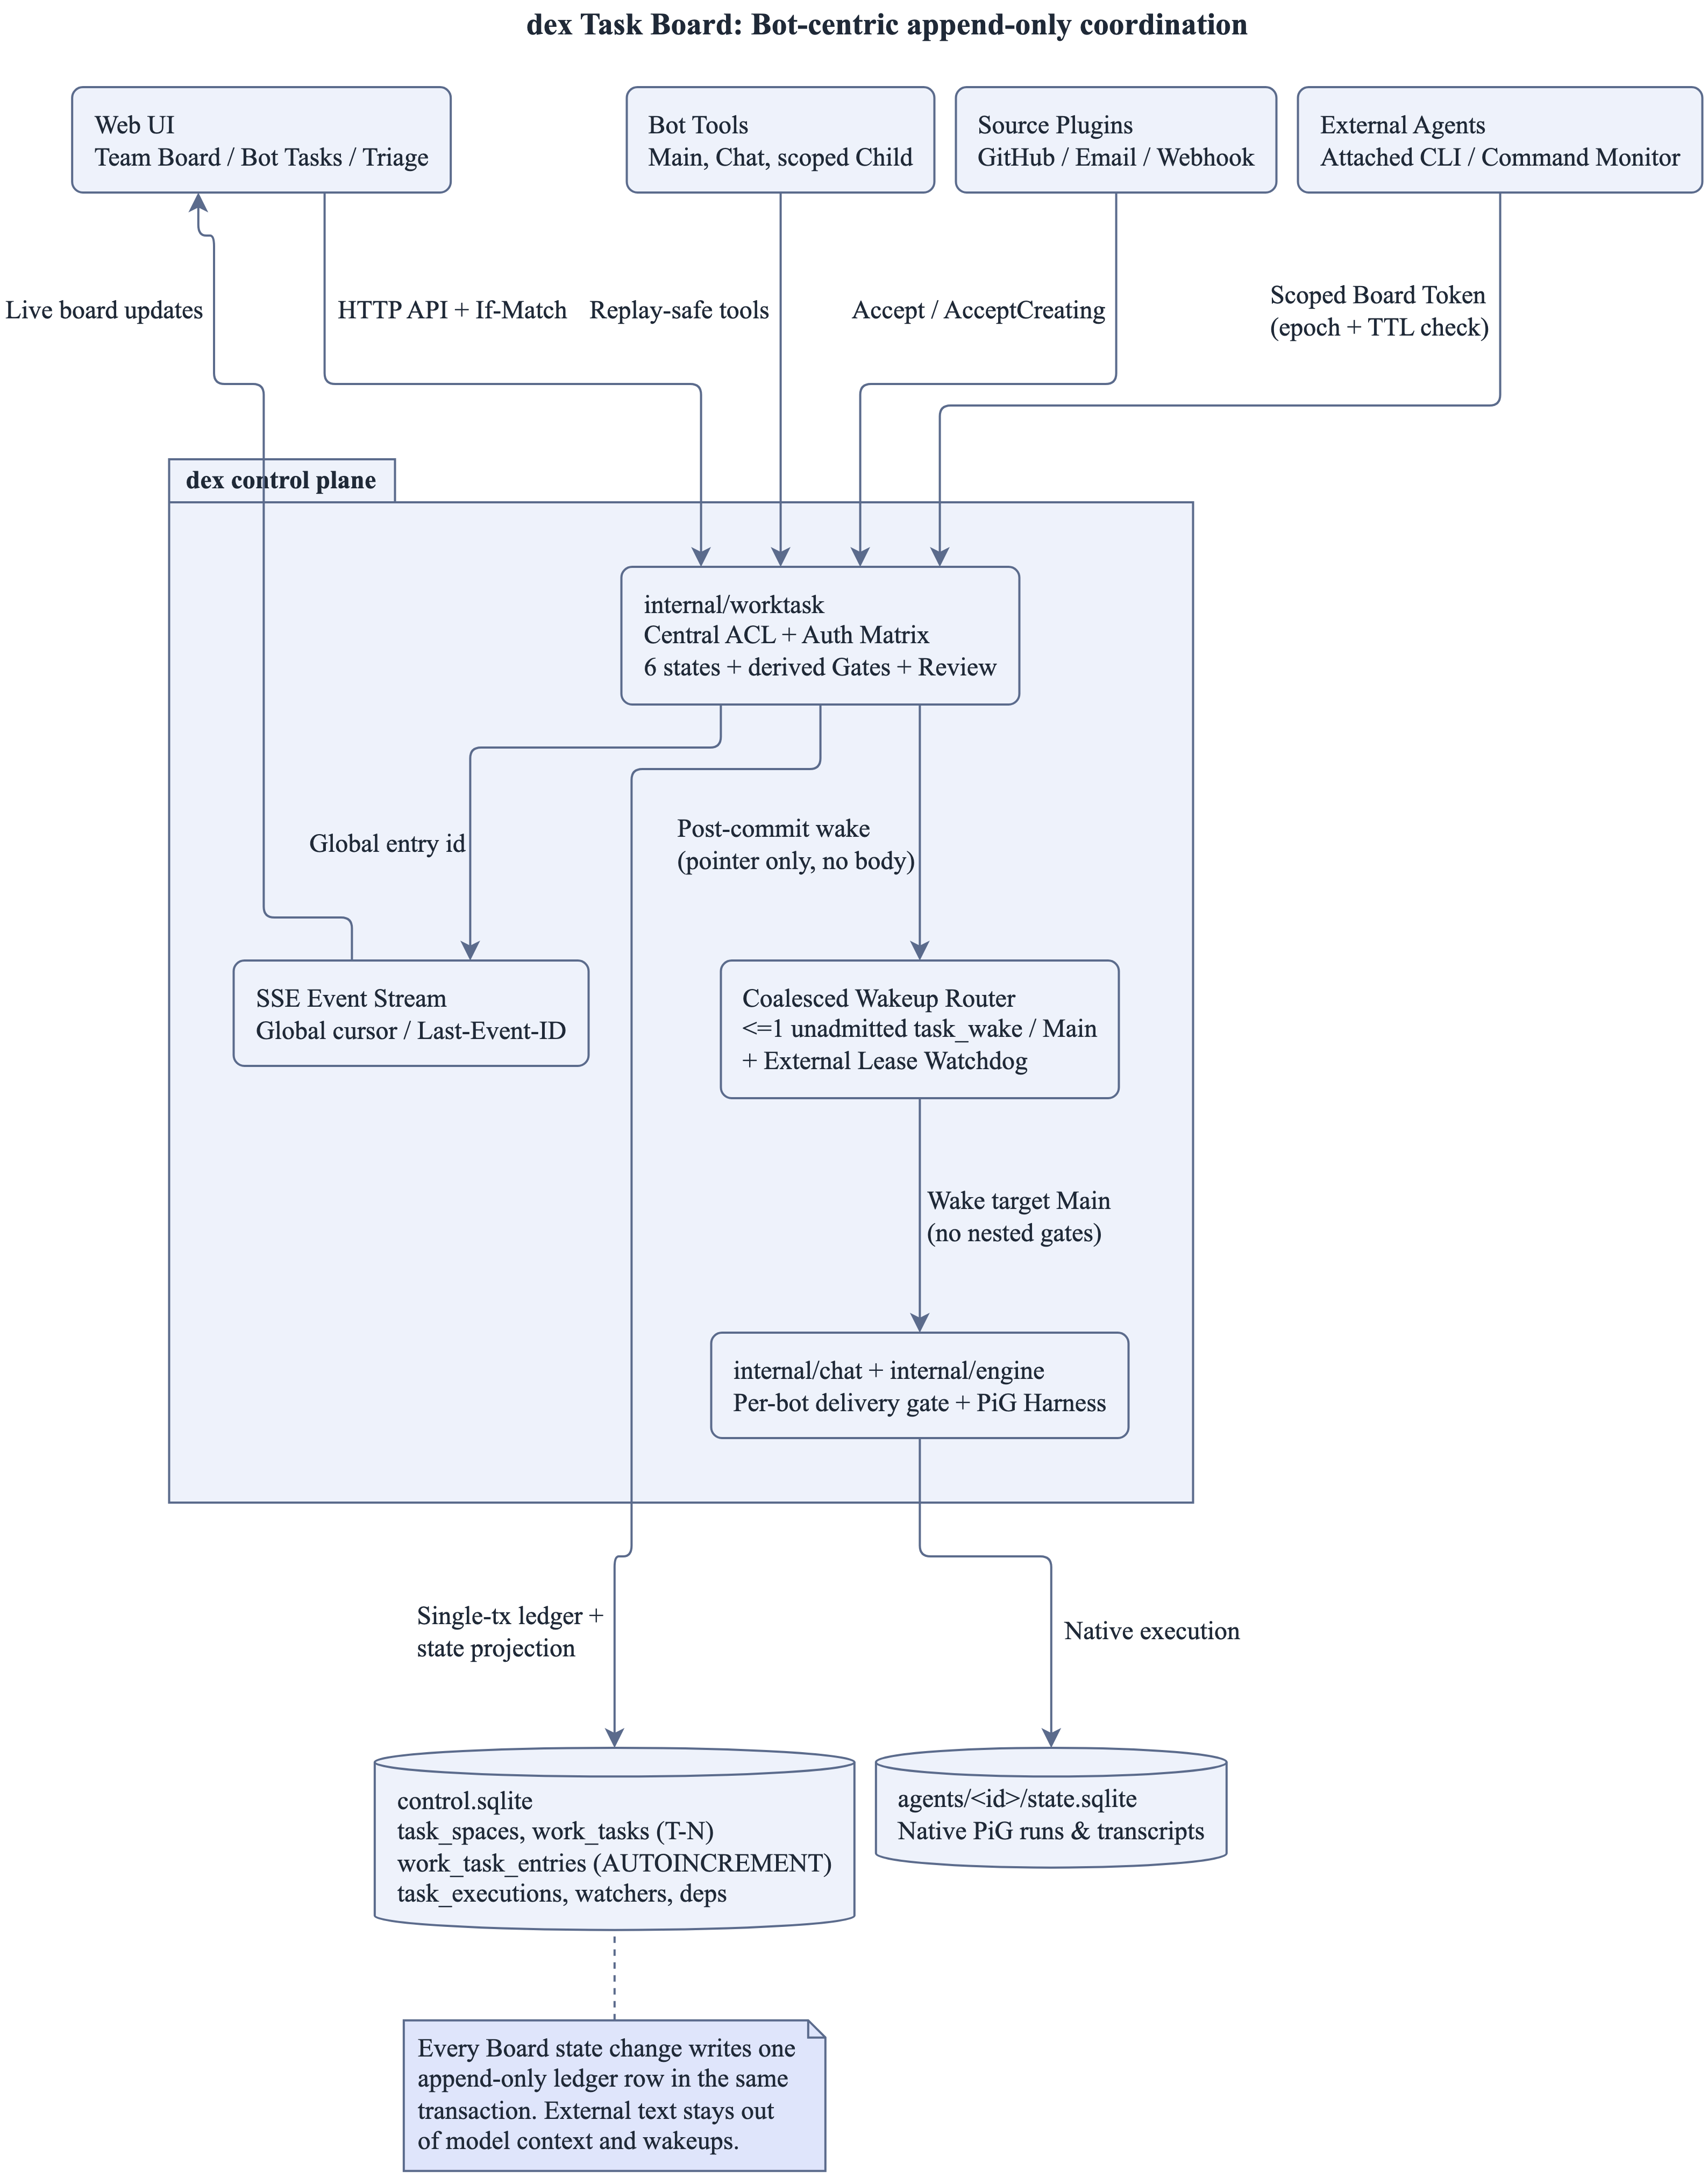 dex Task Board: Bot-centric append-only coordination
Web UI
Team Board / Bot Tasks / Triage
Bot Tools
Main, Chat, scoped Child
Source Plugins
GitHub / Email / Webhook
External Agents
Attached CLI / Command Monitor
Live board updates
HTTP API + If-Match
Replay-safe tools
Accept / AcceptCreating
Scoped Board Token
(epoch + TTL check)
dex control plane
internal/worktask
Central ACL + Auth Matrix
6 states + derived Gates + Review
Global entry id
Post-commit wake
(pointer only, no body)
SSE Event Stream
Global cursor / Last-Event-ID
Coalesced Wakeup Router
<=1 unadmitted task_wake / Main
+ External Lease Watchdog
Wake target Main
(no nested gates)
internal/chat + internal/engine
Per-bot delivery gate + PiG Harness
Single-tx ledger +
state projection
Native execution
control.sqlite
task_spaces, work_tasks (T-N)
work_task_entries (AUTOINCREMENT)
task_executions, watchers, deps
agents/<id>/state.sqlite
Native PiG runs & transcripts
Every Board state change writes one
append-only ledger row in the same
transaction. External text stays out
of model context and wakeups.